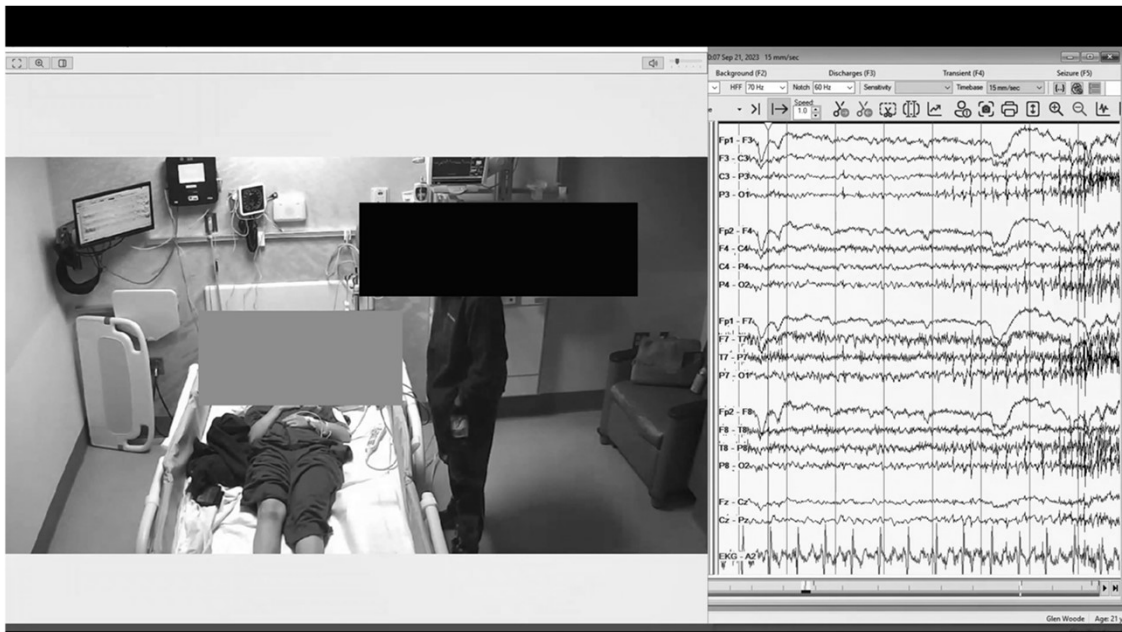 0:07 Sep 21, 2023 15 mm/sec
Background (F2) Discharges (F3) Transient (F4) Seizure (F5)
HFF 70 Hz Notch 60 Hz Sensitivity Timebase 15 mm/sec
Speed
1.0
Fp1 - F3
F3 - C3
C3 - P3
P3 - O1
Fp2 - F4
F4 - C4
C4 - P4
P4 - O2
Fp1 - F7
F7 - T7
T7 - P7
P7 - O1
Fp2 - F8
F8 - T8
T8 - P8
P8 - O2
Fz - Cz
Cz - Pz
EKG - A2
Glen Woode Age: 21 y